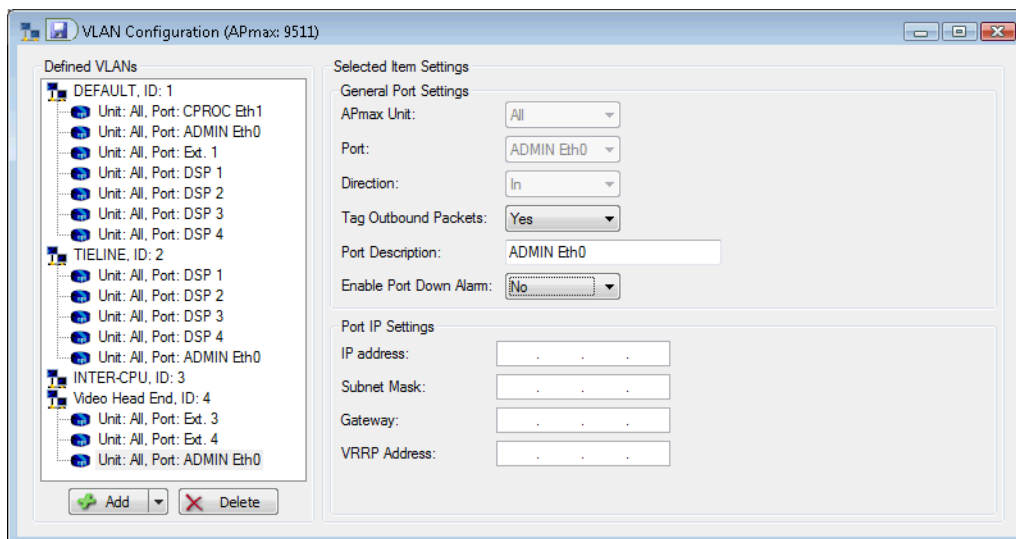 VLAN Configuration (APmax: 9511)
Defined VLANs
DEFAULT, ID: 1
Unit: All, Port: CPROC Eth1
Unit: All, Port: ADMIN Eth0
Unit: All, Port: Ext. 1
Unit: All, Port: DSP 1
Unit: All, Port: DSP 2
Unit: All, Port: DSP 3
Unit: All, Port: DSP 4
TIELINE, ID: 2
Unit: All, Port: DSP 1
Unit: All, Port: DSP 2
Unit: All, Port: DSP 3
Unit: All, Port: DSP 4
Unit: All, Port: ADMIN Eth0
INTER-CPU, ID: 3
Video Head End, ID: 4
Unit: All, Port: Ext. 3
Unit: All, Port: Ext. 4
Unit: All, Port: ADMIN Eth0
Add
Delete
Selected Item Settings
General Port Settings
APmax Unit: All
Port: ADMIN Eth0
Direction: In
Tag Outbound Packets: Yes
Port Description: ADMIN Eth0
Enable Port Down Alarm: No
Port IP Settings
IP address: . . .
Subnet Mask: . . .
Gateway: . . .
VRRP Address: . . .